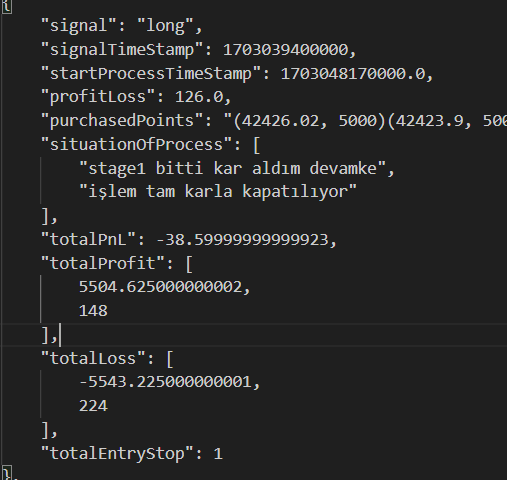 {
"signal": "long",
"signalTimeStamp": 1703039400000,
"startProcessTimeStamp": 1703048170000.0,
"profitLoss": 126.0,
"purchasedPoints": "(42426.02, 5000)(42423.9, 500
"situationOfProcess": [
"stage1 bitti kar aldım devamke",
"işlem tam karla kapatılıyor"
],
"totalPnL": -38.59999999999923,
"totalProfit": [
5504.625000000002,
148
],
"totalLoss": [
-5543.225000000001,
224
],
"totalEntryStop": 1
},